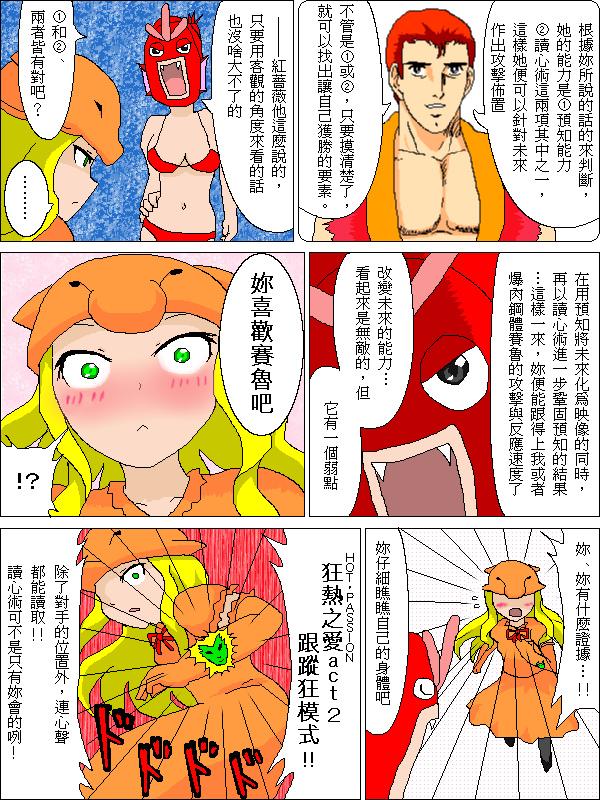 根據妳所說的話的來判斷，
她的能力是①預知能力
②讀心術這兩項其中之一，
這樣她便可以針對未來
作出攻擊佈置
不管是①或②，只要摸清楚了，
就可以找出讓自己獲勝的要素。
——紅薔薇他這麼說的，
只要用客觀的角度來看的話
也沒啥大不了的
①和②、
兩者皆有對吧？
………
在用預知將未來化為映像的同時，
再以讀心術進一步鞏固預知的結果
…這樣一來，妳便能跟得上我或者
爆肉鋼體賽魯的攻擊與反應速度了
改變未來的能力…
看起來是無敵的，但
它有一個弱點
妳喜歡賽魯吧
!?
妳、妳有什麼證據…!!
妳仔細瞧瞧自己的身體吧
HOT·PASSION
狂熱之愛act 2
跟蹤狂模式!!
除了對手的位置外，連心聲
都能讀取!!
讀心術可不是只有妳會的咧！
ドドドド